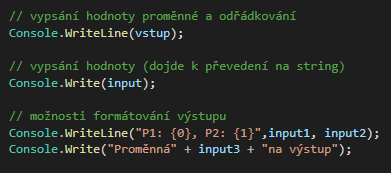 // vypsání hodnoty proměnné a odřádkování
Console.WriteLine(vstup);
// vypsání hodnoty (dojde k převedení na string)
Console.Write(input);
// možnosti formátování výstupu
Console.WriteLine("P1: {0}, P2: {1}",input1, input2);
Console.Write("Proměnná" + input3 + "na výstup");